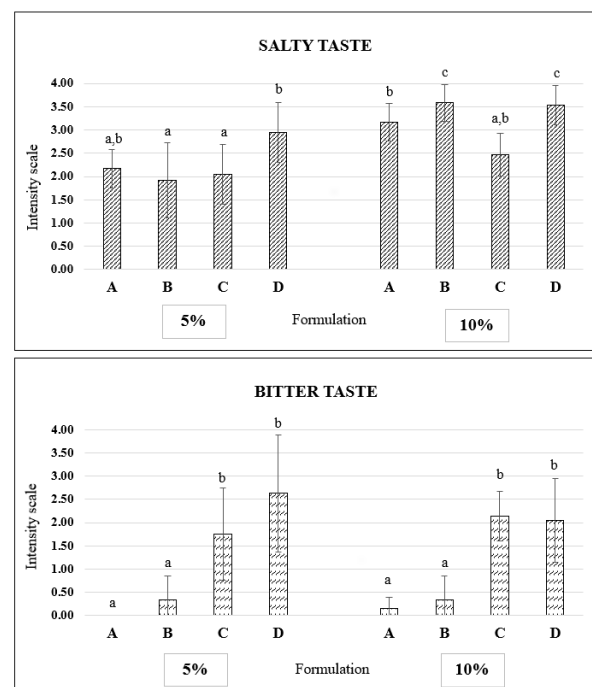 SALTY TASTE
4.00
3.50
3.00
2.50
2.00
1.50
1.00
0.50
0.00
Intensity scale
a,b
a
a
b
b
c
a,b
c
A B C D A B C D
5% Formulation 10%
BITTER TASTE
4.00
3.50
3.00
2.50
2.00
1.50
1.00
0.50
0.00
Intensity scale
a
a
b
b
a
a
b
b
A B C D A B C D
5% Formulation 10%